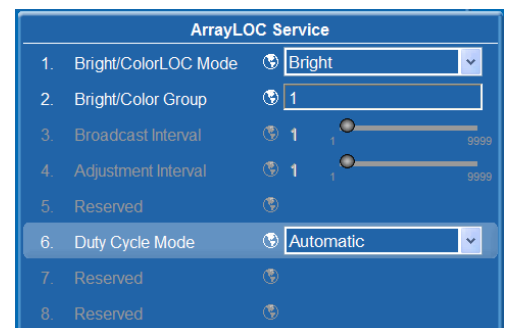 ArrayLOC Service
1. Bright/ColorLOC Mode Bright
2. Bright/Color Group 1
3. Broadcast Interval 1 1 9999
4. Adjustment Interval 1 1 9999
5. Reserved
6. Duty Cycle Mode Automatic
7. Reserved
8. Reserved